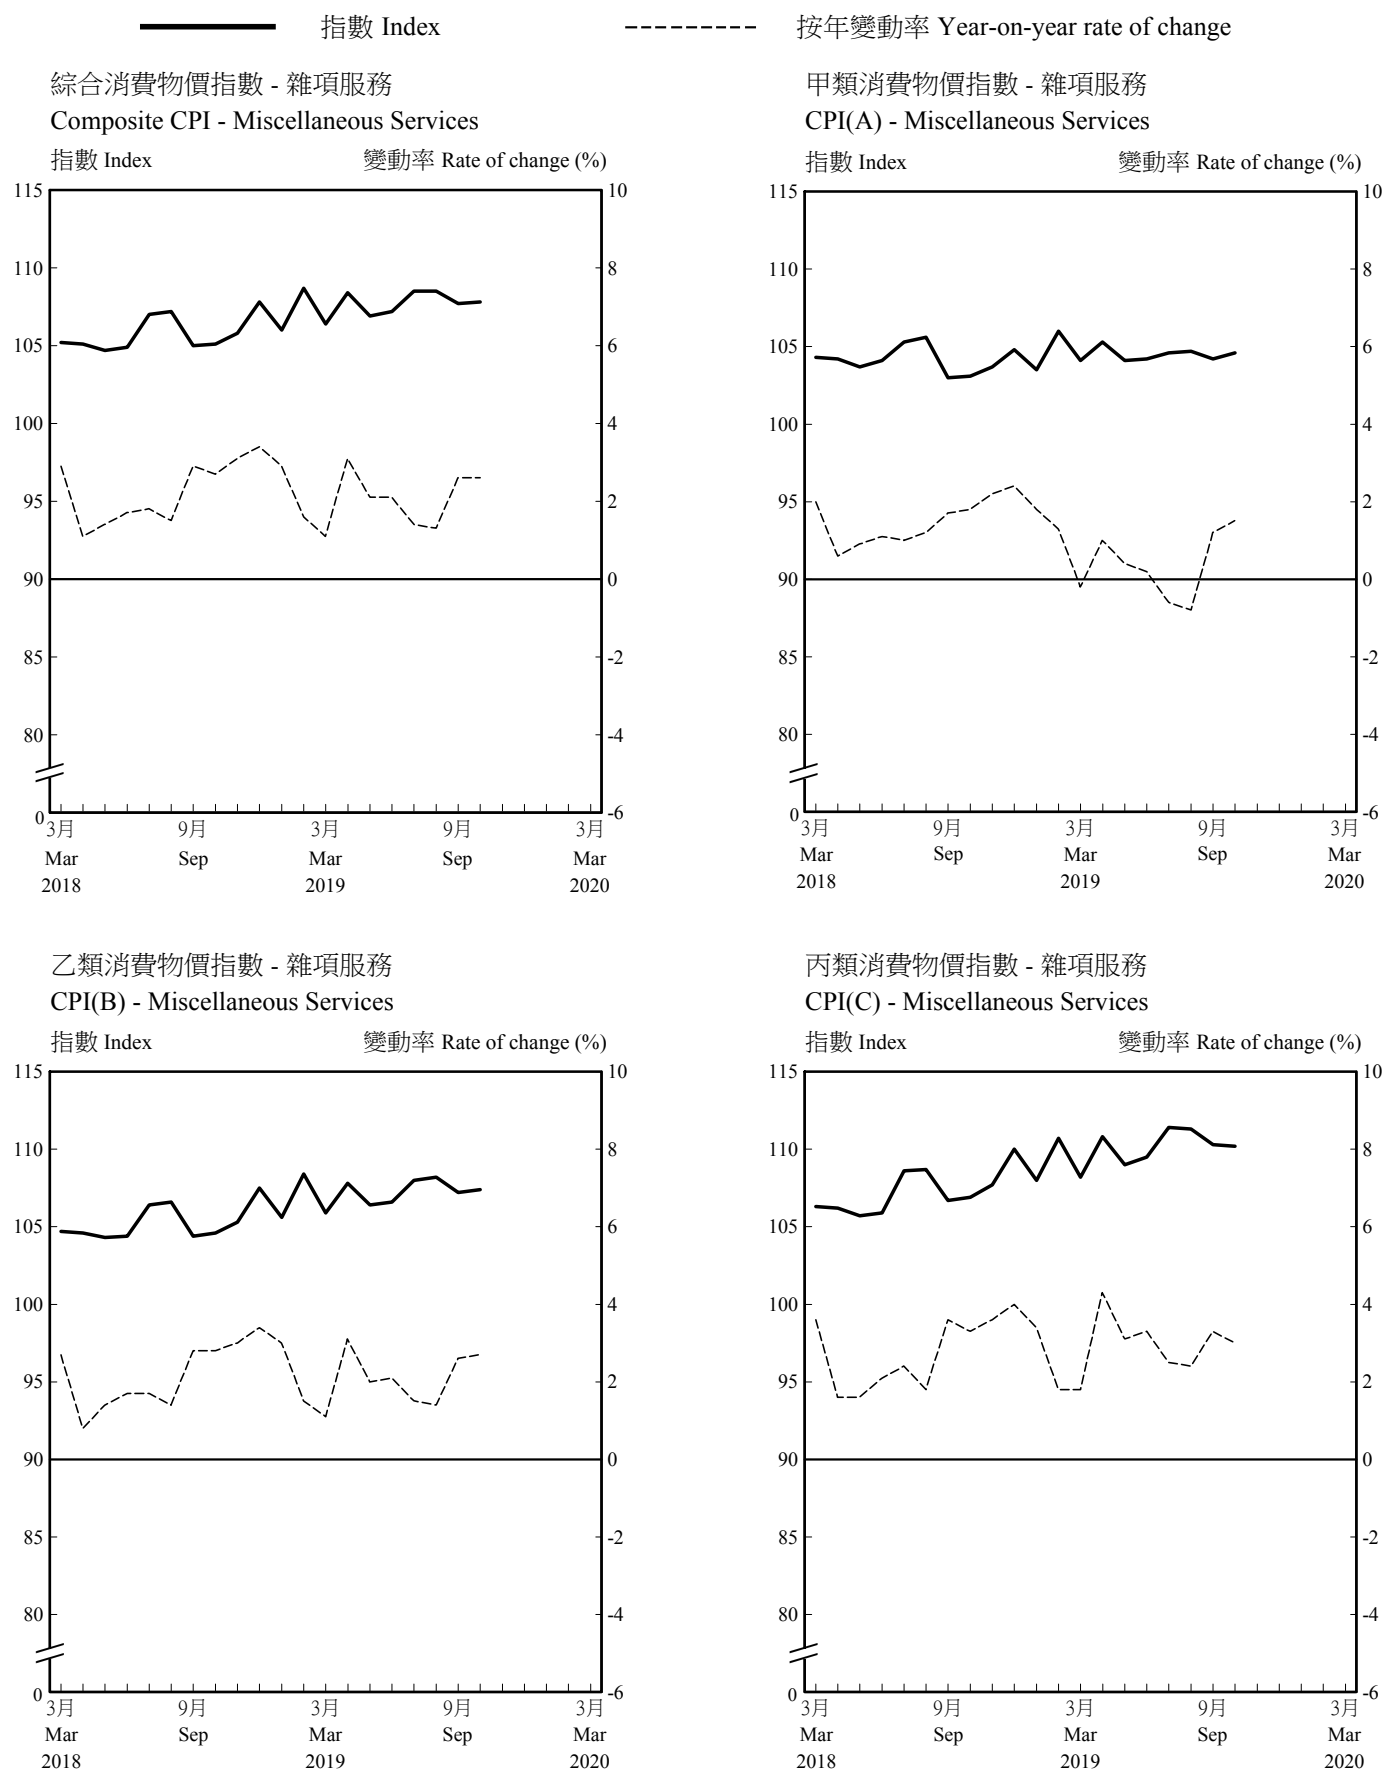 指數 Index 按年變動率 Year-on-year rate of change
綜合消費物價指數 - 雜項服務
Composite CPI - Miscellaneous Services
指數 Index 變動率 Rate of change (%)
115 10
110 8
105 6
100 4
95 2
90 0
85 -2
80 -4
0 -6
3月 9月 3月 9月 3月
Mar Sep Mar Sep Mar
2018 2019 2020
甲類消費物價指數 - 雜項服務
CPI(A) - Miscellaneous Services
指數 Index 變動率 Rate of change (%)
115 10
110 8
105 6
100 4
95 2
90 0
85 -2
80 -4
0 -6
3月 9月 3月 9月 3月
Mar Sep Mar Sep Mar
2018 2019 2020
乙類消費物價指數 - 雜項服務
CPI(B) - Miscellaneous Services
指數 Index 變動率 Rate of change (%)
115 10
110 8
105 6
100 4
95 2
90 0
85 -2
80 -4
0 -6
3月 9月 3月 9月 3月
Mar Sep Mar Sep Mar
2018 2019 2020
丙類消費物價指數 - 雜項服務
CPI(C) - Miscellaneous Services
指數 Index 變動率 Rate of change (%)
115 10
110 8
105 6
100 4
95 2
90 0
85 -2
80 -4
0 -6
3月 9月 3月 9月 3月
Mar Sep Mar Sep Mar
2018 2019 2020